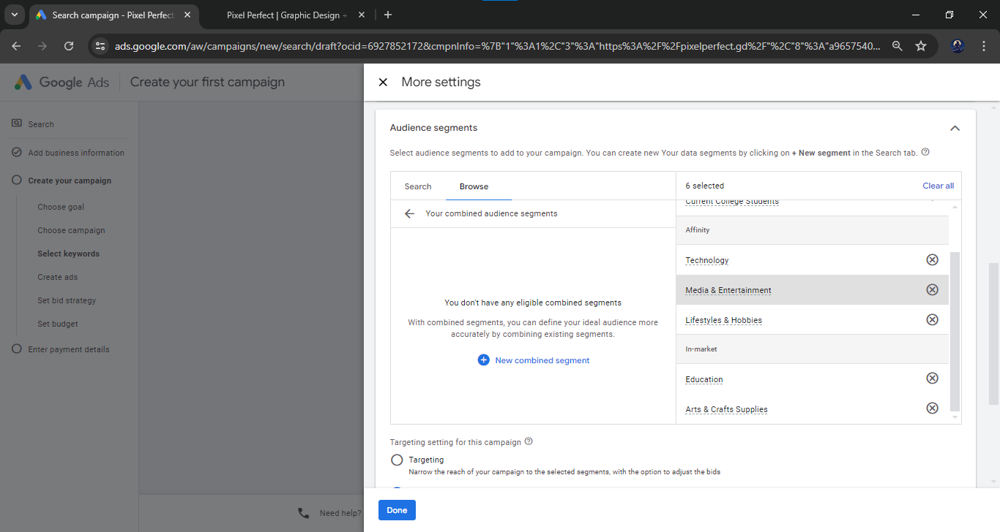 Search campaign - Pixel Perfect
Pixel Perfect | Graphic Design +
ads.google.com/aw/campaigns/new/search/draft?ocid=6927852172&cmpnInfo=%7B"1"%3A1%2C"3"%3A"https%3A%2F%2Fpixelperfect.gd%2F"%2C"8"%3A"a9657540...
Google Ads
Create your first campaign
More settings
Search
Add business information
Create your campaign
Choose goal
Choose campaign
Select keywords
Create ads
Set bid strategy
Set budget
Enter payment details
Need help?
Audience segments
Select audience segments to add to your campaign. You can create new Your data segments by clicking on + New segment in the Search tab.
Search
Browse
6 selected
Clear all
Your combined audience segments
You don't have any eligible combined segments
With combined segments, you can define your ideal audience more
accurately by combining existing segments.
New combined segment
Current College Students
Affinity
Technology
Media & Entertainment
Lifestyles & Hobbies
In-market
Education
Arts & Crafts Supplies
Targeting setting for this campaign
Targeting
Narrow the reach of your campaign to the selected segments, with the option to adjust the bids
Done